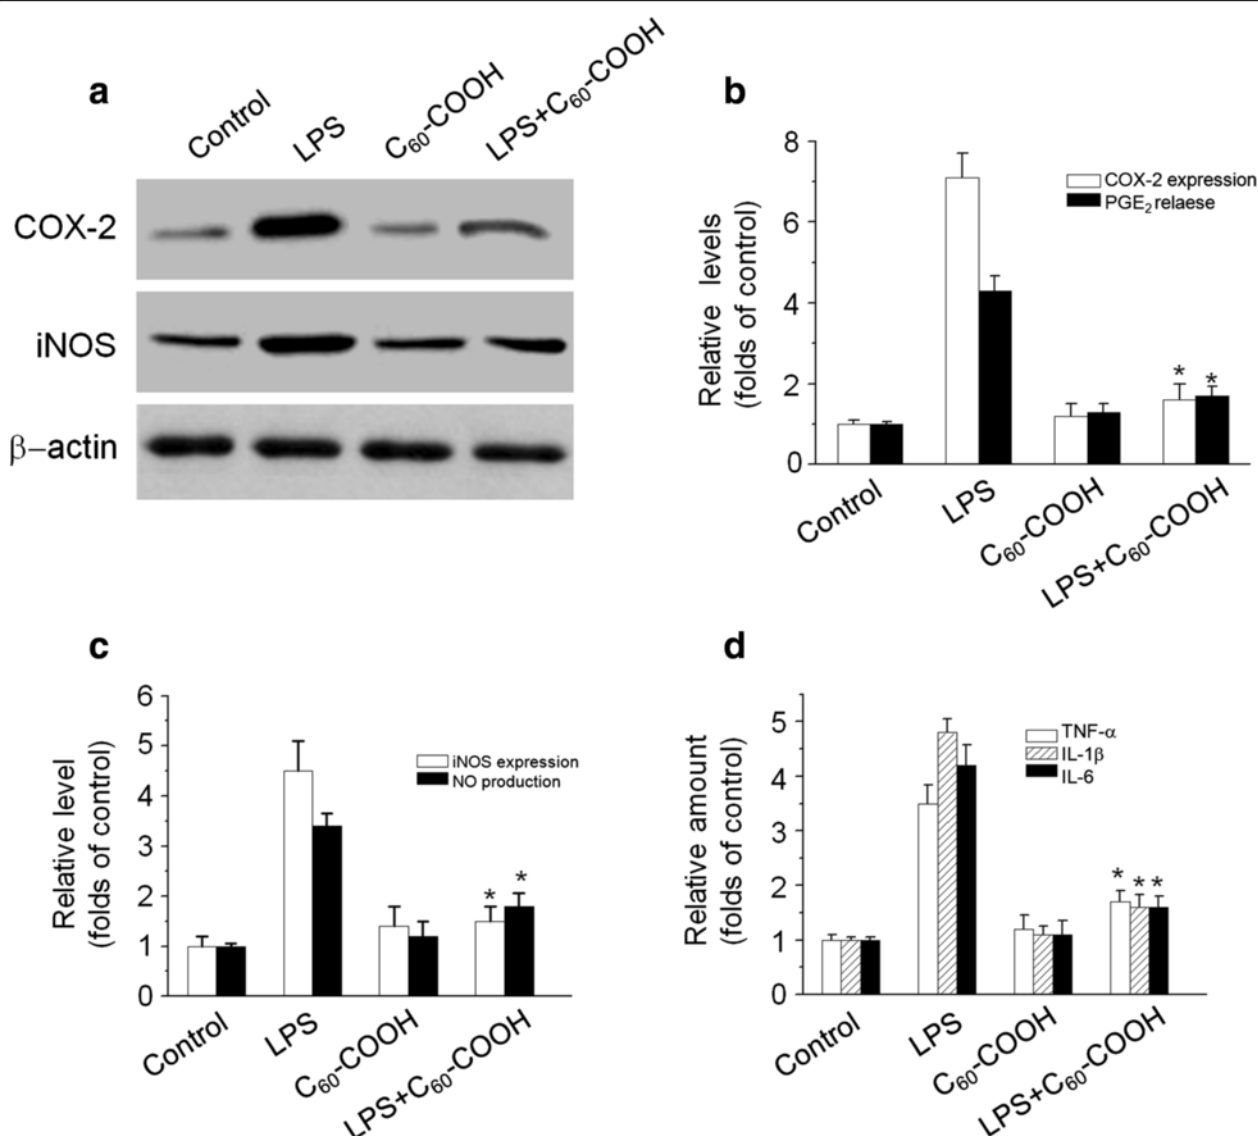 a
Control
LPS
C₆₀-COOH
LPS+C₆₀-COOH
COX-2
iNOS
β–actin
b
Relative levels
(folds of control)
8
6
4
2
0
COX-2 expression
PGE₂ relaese
*
*
Control
LPS
C₆₀-COOH
LPS+C₆₀-COOH
c
Relative level
(folds of control)
6
5
4
3
2
1
0
iNOS expression
NO production
*
*
Control
LPS
C₆₀-COOH
LPS+C₆₀-COOH
d
Relative amount
(folds of control)
5
4
3
2
1
0
TNF-α
IL-1β
IL-6
* * *
Control
LPS
C₆₀-COOH
LPS+C₆₀-COOH